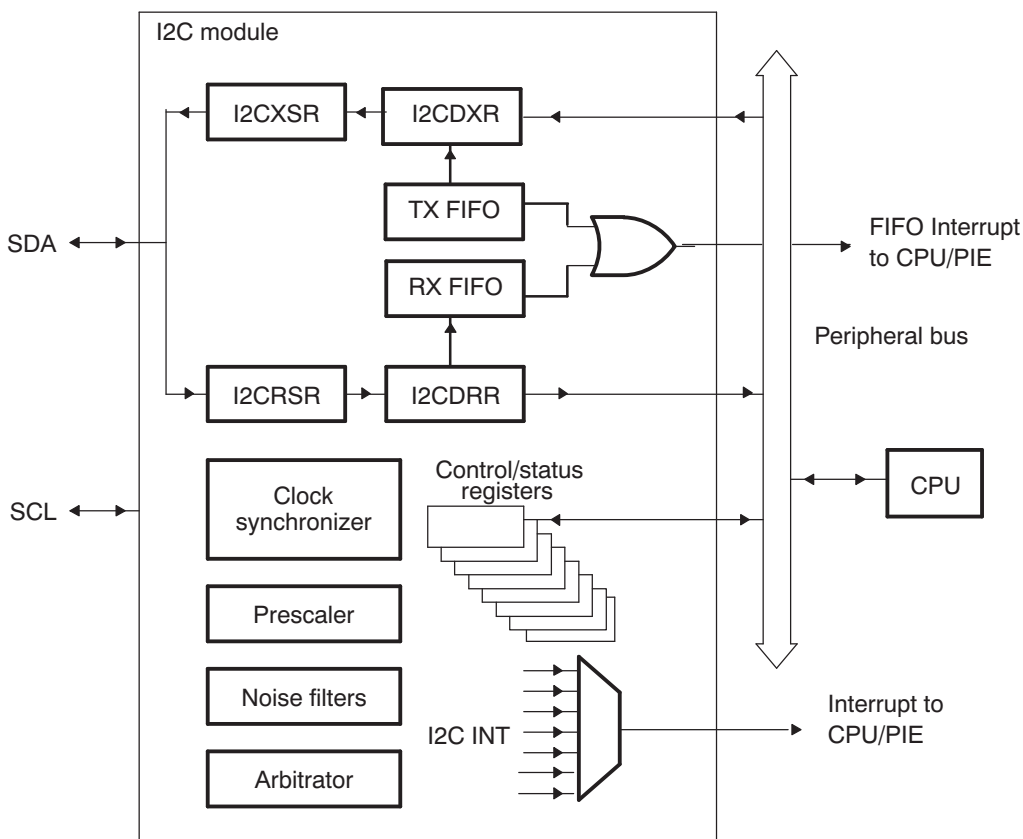 I2C module
I2CXSR
I2CDXR
TX FIFO
SDA
FIFO Interrupt
to CPU/PIE
RX FIFO
Peripheral bus
I2CRSR
I2CDRR
Control/status
registers
CPU
SCL
Clock
synchronizer
Prescaler
Noise filters
I2C INT
Interrupt to
CPU/PIE
Arbitrator